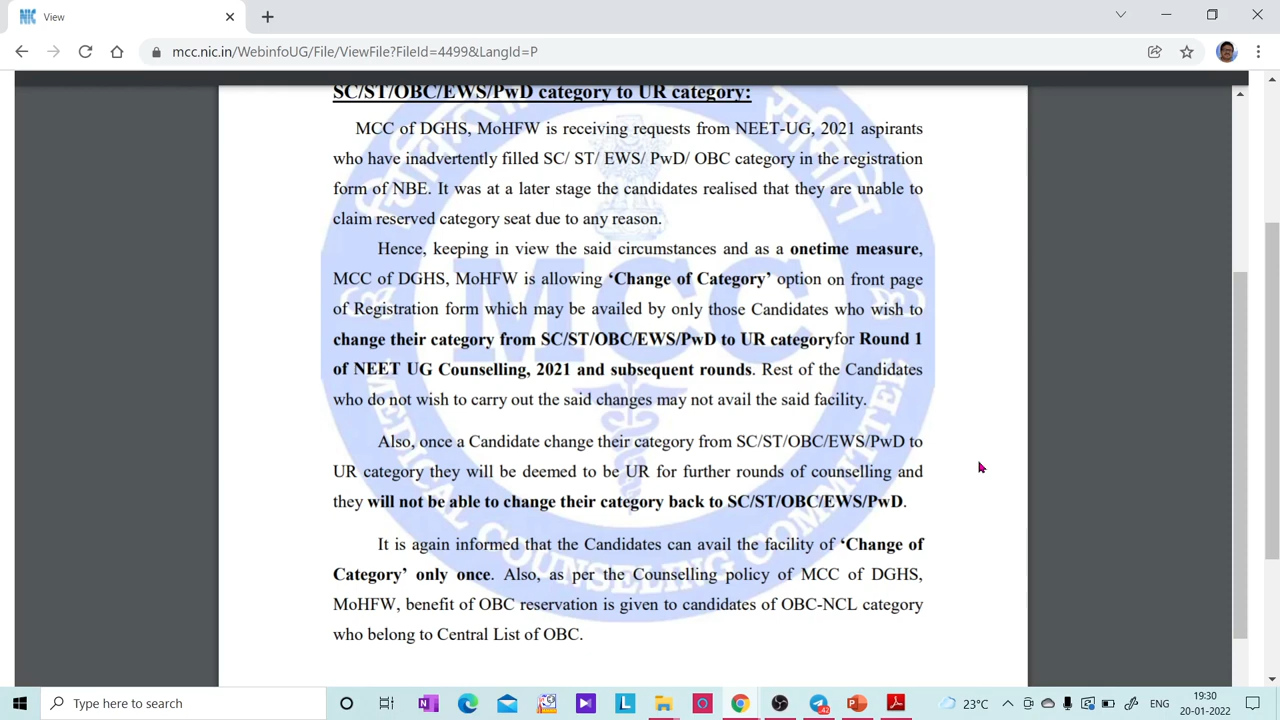 NIC View
mcc.nic.in/WebinfoUG/File/ViewFile?FileId=4499&LangId=P
SC/ST/OBC/EWS/PwD category to UR category:
MCC of DGHS, MoHFW is receiving requests from NEET-UG, 2021 aspirants
who have inadvertently filled SC/ ST/ EWS/ PwD/ OBC category in the registration
form of NBE. It was at a later stage the candidates realised that they are unable to
claim reserved category seat due to any reason.
Hence, keeping in view the said circumstances and as a onetime measure,
MCC of DGHS, MoHFW is allowing ‘Change of Category’ option on front page
of Registration form which may be availed by only those Candidates who wish to
change their category from SC/ST/OBC/EWS/PwD to UR categoryfor Round 1
of NEET UG Counselling, 2021 and subsequent rounds. Rest of the Candidates
who do not wish to carry out the said changes may not avail the said facility.
Also, once a Candidate change their category from SC/ST/OBC/EWS/PwD to
UR category they will be deemed to be UR for further rounds of counselling and
they will not be able to change their category back to SC/ST/OBC/EWS/PwD.
It is again informed that the Candidates can avail the facility of ‘Change of
Category’ only once. Also, as per the Counselling policy of MCC of DGHS,
MoHFW, benefit of OBC reservation is given to candidates of OBC-NCL category
who belong to Central List of OBC.
MCC
MEDICAL COUNSELING COMMITTEE
Type here to search
23°C
ENG
19:30
20-01-2022